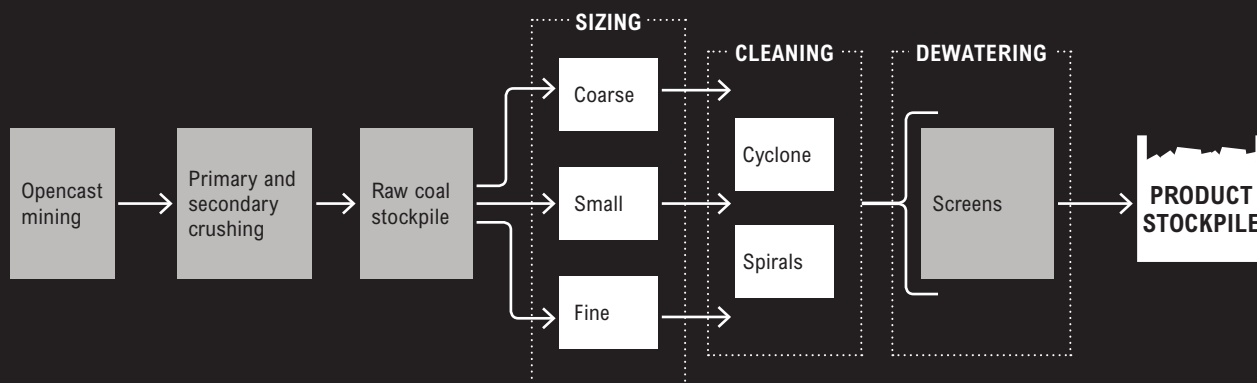 SIZING
CLEANING
DEWATERING
Opencast
mining
Primary and
secondary
crushing
Raw coal
stockpile
Coarse
Small
Fine
Cyclone
Spirals
Screens
PRODUCT
STOCKPILE